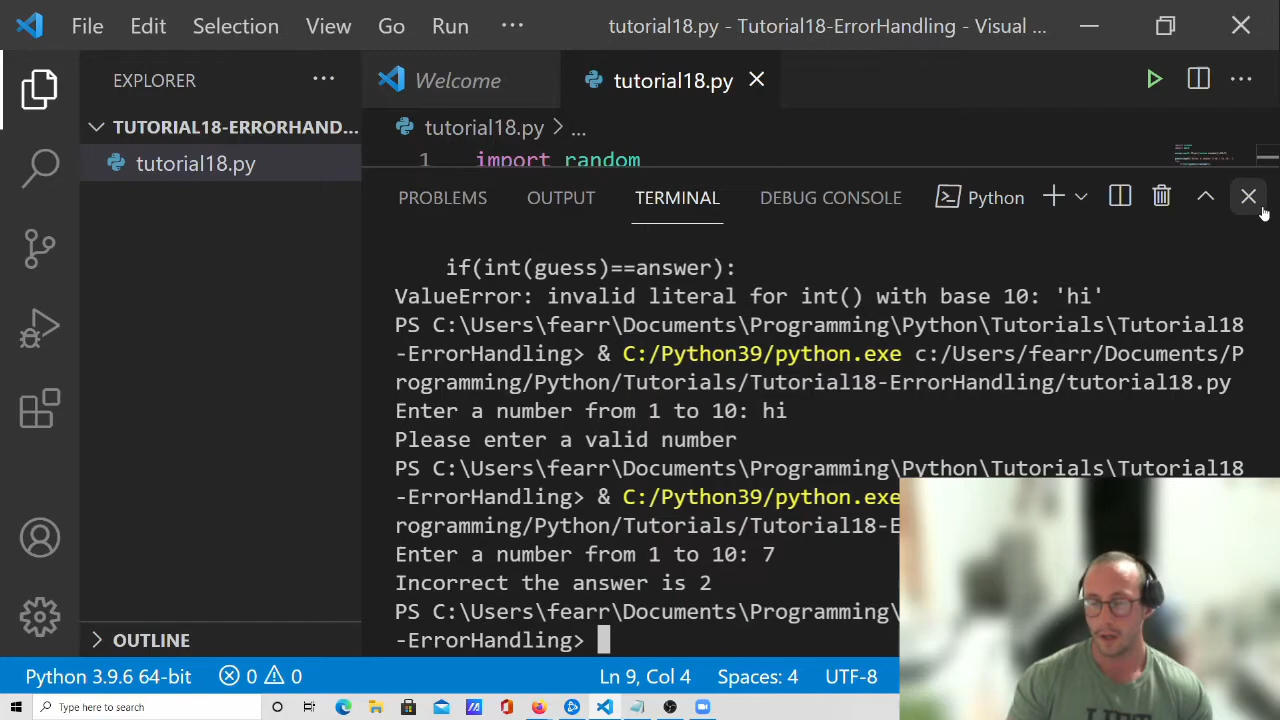 File Edit Selection View Go Run ··· tutorial18.py - Tutorial18-ErrorHandling - Visual ...
EXPLORER ···
Welcome
tutorial18.py
TUTORIAL18-ERRORHAND...
tutorial18.py > ...
tutorial18.py
1 import random
PROBLEMS OUTPUT TERMINAL DEBUG CONSOLE Python
if(int(guess)==answer):
ValueError: invalid literal for int() with base 10: 'hi'
PS C:\Users\fearr\Documents\Programming\Python\Tutorials\Tutorial18
-ErrorHandling> & C:/Python39/python.exe c:/Users/fearr/Documents/P
rogramming/Python/Tutorials/Tutorial18-ErrorHandling/tutorial18.py
Enter a number from 1 to 10: hi
Please enter a valid number
PS C:\Users\fearr\Documents\Programming\Python\Tutorials\Tutorial18
-ErrorHandling> & C:/Python39/python.exe
rogramming/Python/Tutorials/Tutorial18-E
Enter a number from 1 to 10: 7
Incorrect the answer is 2
PS C:\Users\fearr\Documents\Programming\
-ErrorHandling>
OUTLINE
Python 3.9.6 64-bit 0 0 Ln 9, Col 4 Spaces: 4 UTF-8
Type here to search